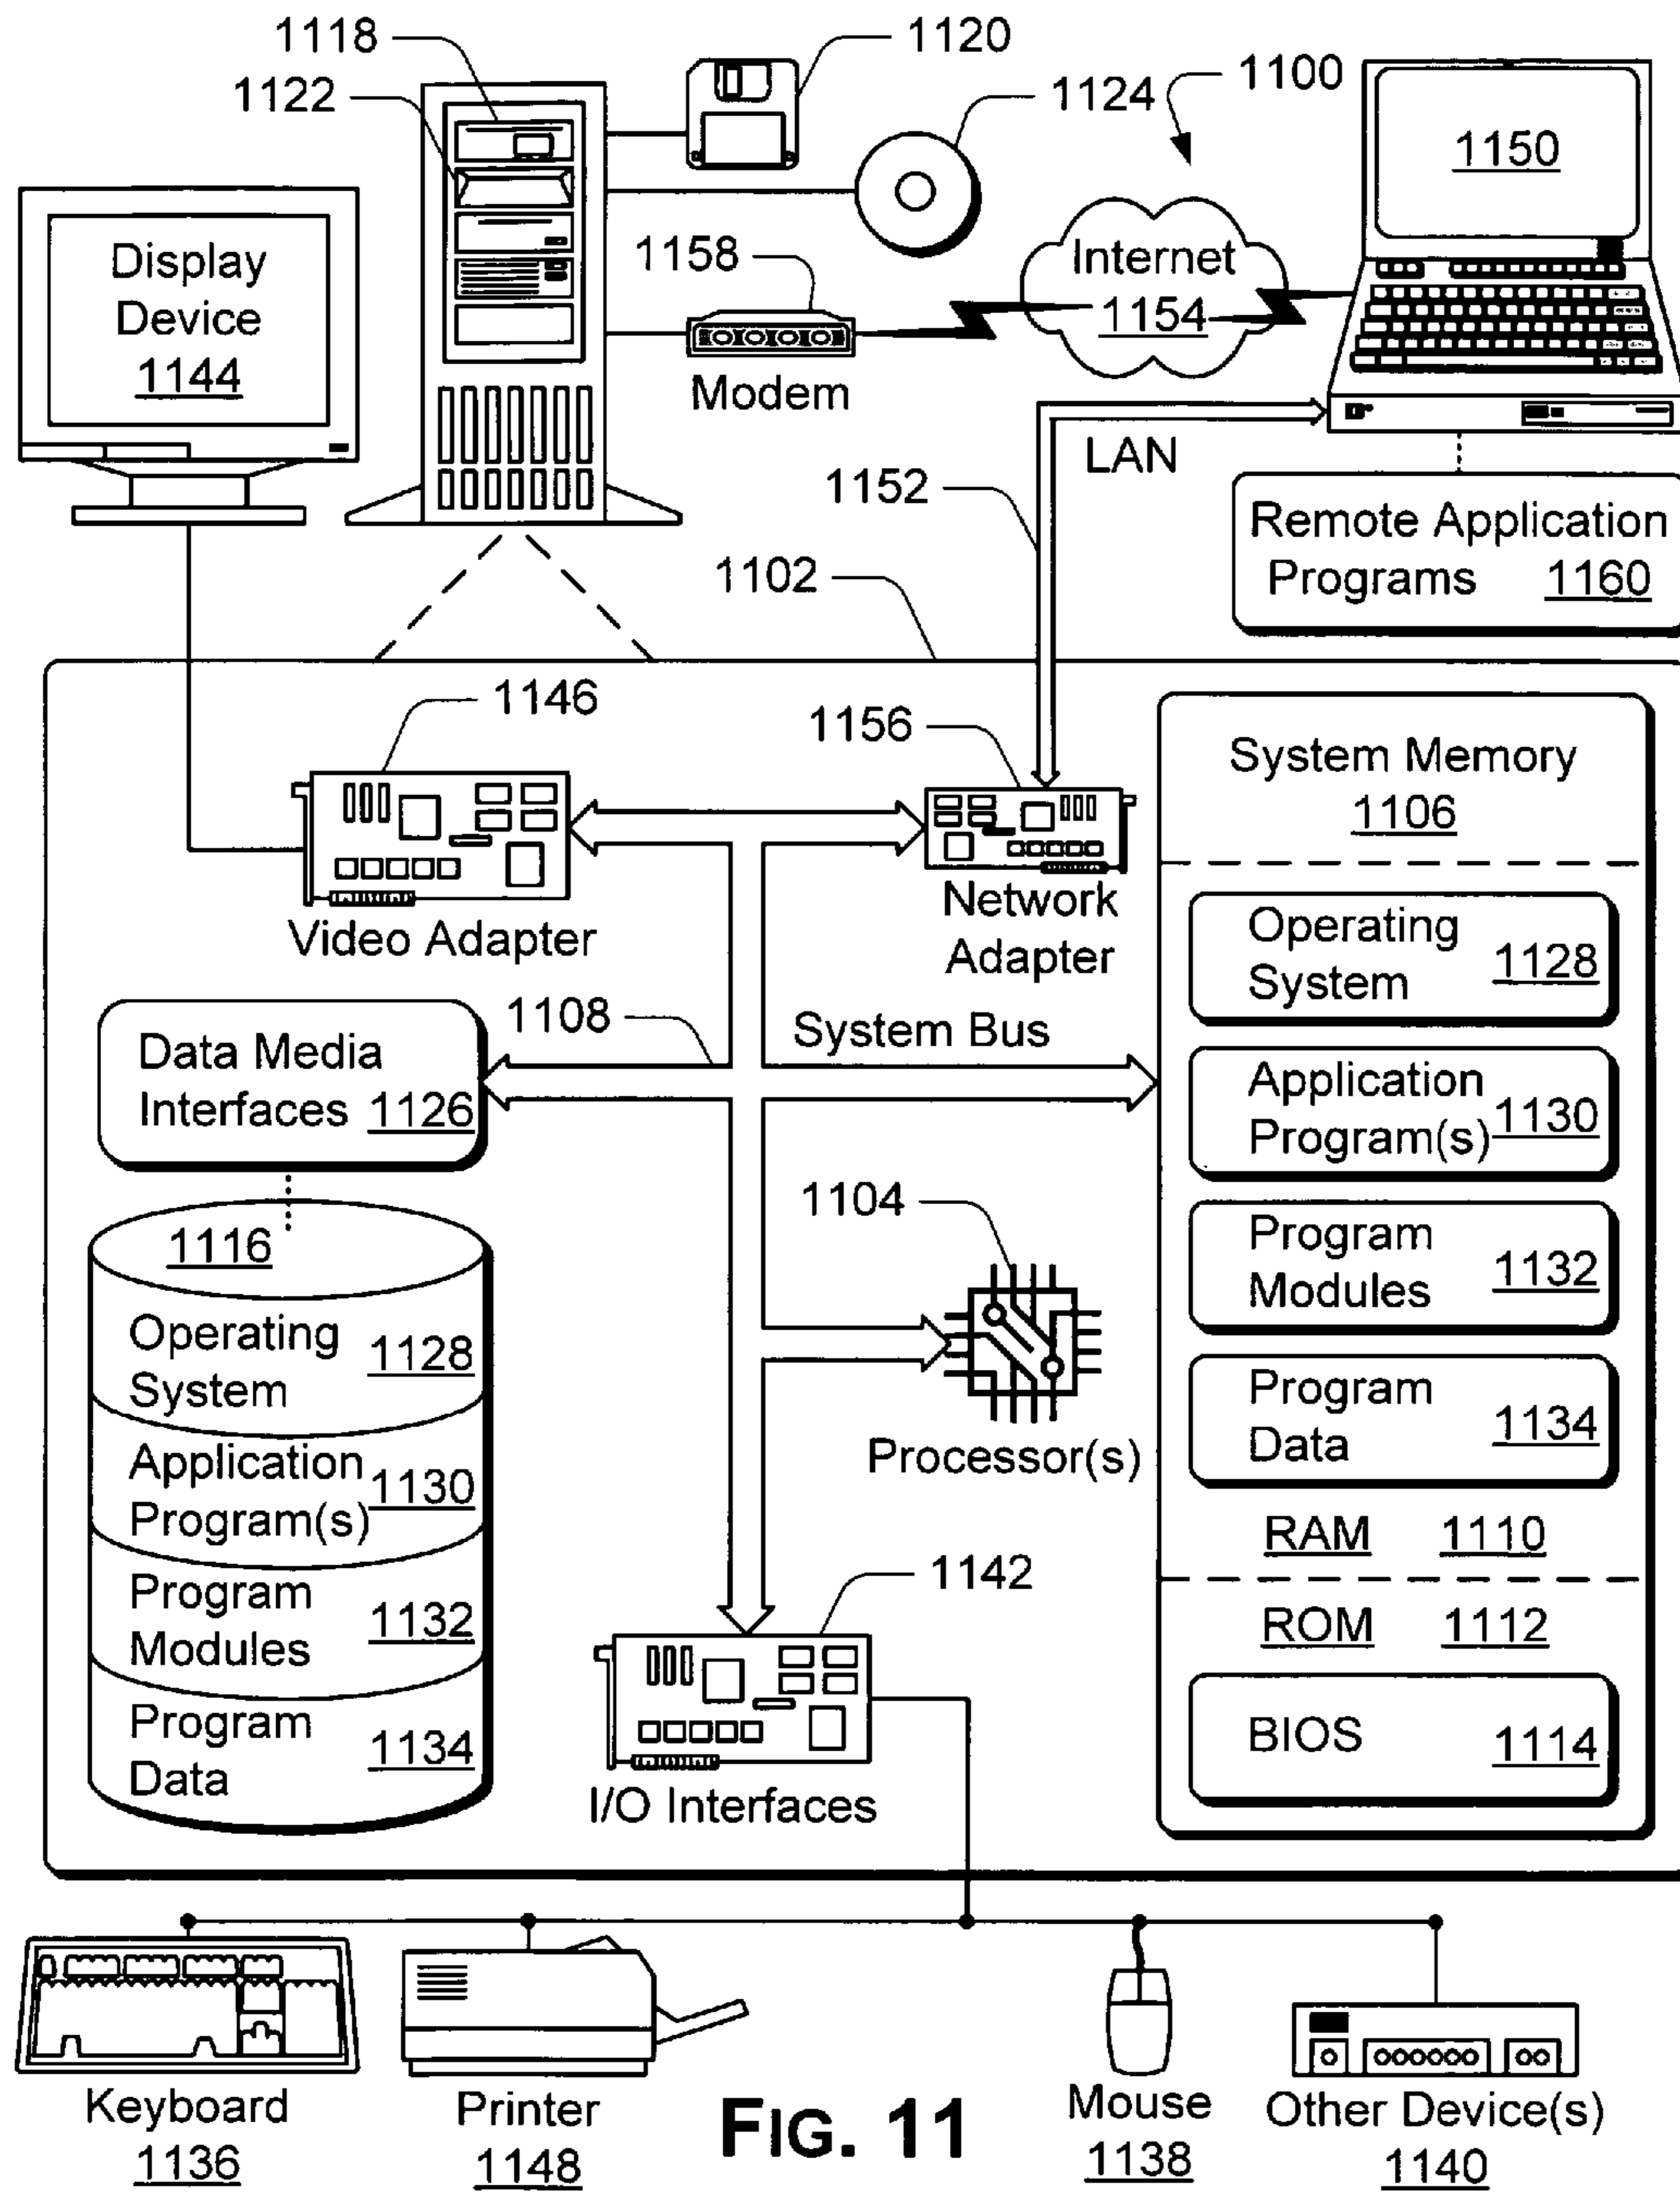 1118
1120
1122
1124
1100
1150
Display
Device
1144
1158
Internet
1154
Modem
LAN
1152
Remote Application
Programs 1160
1102
1146
1156
System Memory
1106
Video Adapter
Network
Adapter
Operating
System 1128
1108
System Bus
Data Media
Interfaces 1126
Application
Program(s) 1130
1104
Program
Modules 1132
1116
Operating
System 1128
Program
Data 1134
Processor(s)
Application
Program(s) 1130
RAM 1110
1142
ROM 1112
Program
Modules 1132
BIOS 1114
Program
Data 1134
I/O Interfaces
Keyboard
1136
Printer
1148
FIG. 11
Mouse
1138
Other Device(s)
1140